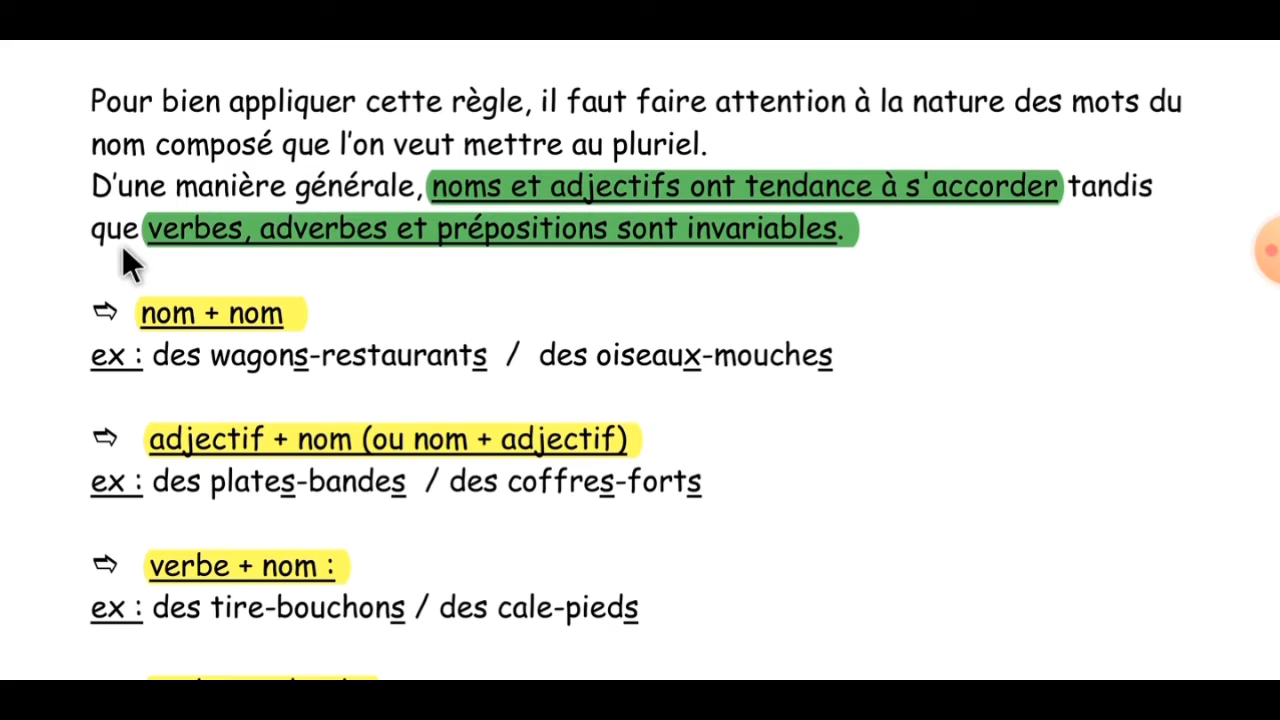 Pour bien appliquer cette règle, il faut faire attention à la nature des mots du
nom composé que l’on veut mettre au pluriel.
D’une manière générale, noms et adjectifs ont tendance à s'accorder tandis
que verbes, adverbes et prépositions sont invariables.
⇨ nom + nom
ex : des wagons-restaurants / des oiseaux-mouches
⇨ adjectif + nom (ou nom + adjectif)
ex : des plates-bandes / des coffres-forts
⇨ verbe + nom :
ex : des tire-bouchons / des cale-pieds